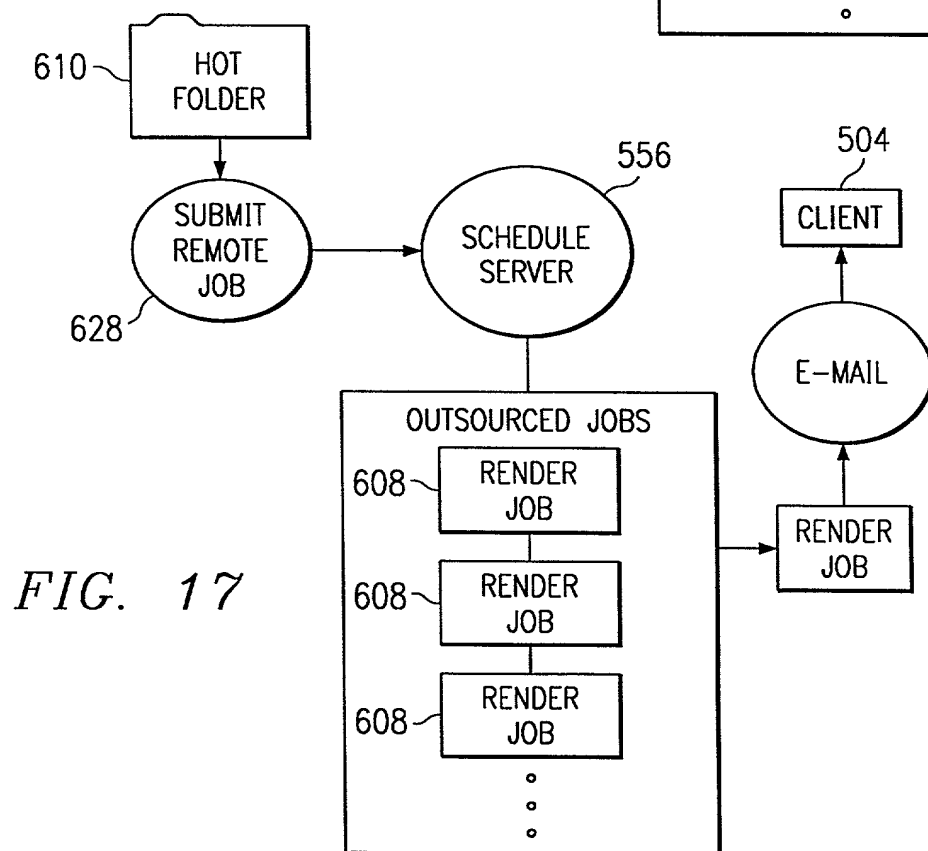 610
HOT
FOLDER
SUBMIT
REMOTE
JOB
628
556
SCHEDULE
SERVER
504
CLIENT
E-MAIL
OUTSOURCED JOBS
608
RENDER
JOB
608
RENDER
JOB
608
RENDER
JOB
RENDER
JOB
FIG. 17